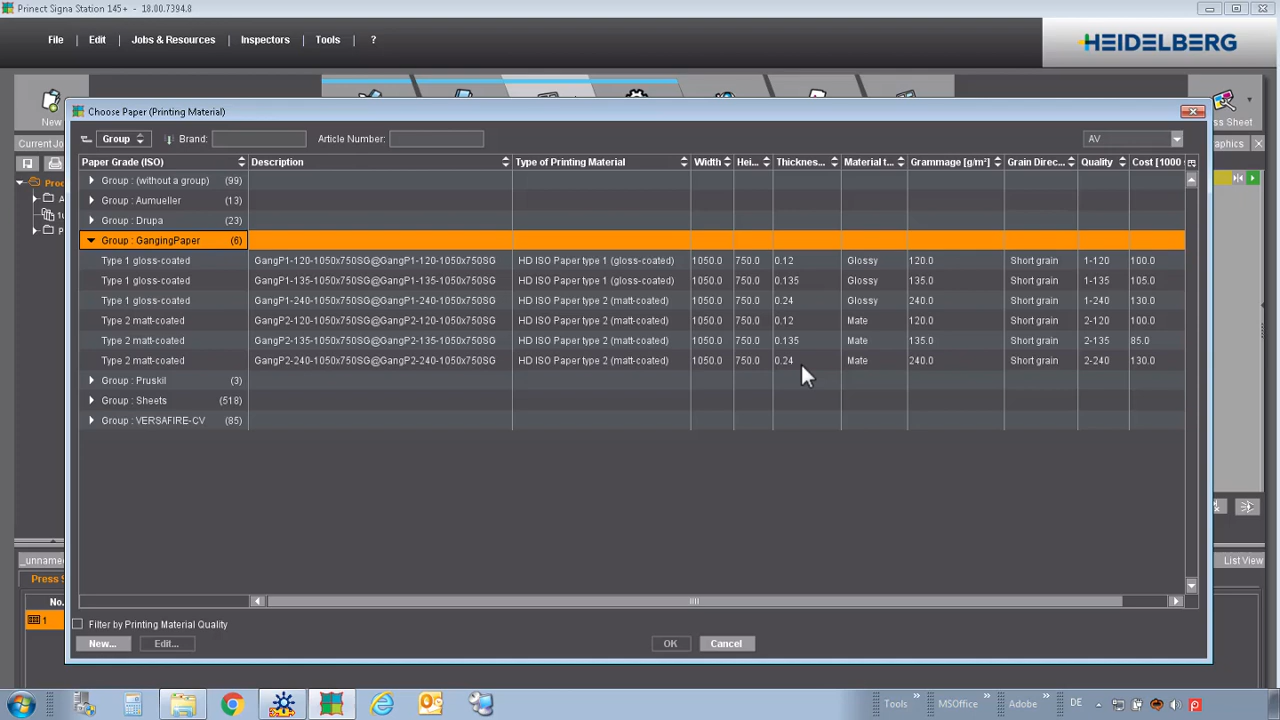 Prinect Signa Station 145+ - 18.00.7394.8
File Edit Jobs & Resources Inspectors Tools ?
HEIDELBERG
New
ss Sheet
Current Jo
raphics
Choose Paper (Printing Material)
Group Brand: Article Number: AV
Paper Grade (ISO) Description Type of Printing Material Width Hei... Thicknes... Material t... Grammage [g/m²] Grain Direc... Quality Cost [1000
Group : (without a group) (99)
Group : Aumueller (13)
Group : Drupa (23)
Group : GangingPaper (6)
Type 1 gloss-coated GangP1-120-1050x750SG@GangP1-120-1050x750SG HD ISO Paper type 1 (gloss-coated) 1050.0 750.0 0.12 Glossy 120.0 Short grain 1-120 100.0
Type 1 gloss-coated GangP1-135-1050x750SG@GangP1-135-1050x750SG HD ISO Paper type 1 (gloss-coated) 1050.0 750.0 0.135 Glossy 135.0 Short grain 1-135 105.0
Type 1 gloss-coated GangP1-240-1050x750SG@GangP1-240-1050x750SG HD ISO Paper type 2 (matt-coated) 1050.0 750.0 0.24 Glossy 240.0 Short grain 1-240 130.0
Type 2 matt-coated GangP2-120-1050x750SG@GangP2-120-1050x750SG HD ISO Paper type 2 (matt-coated) 1050.0 750.0 0.12 Mate 120.0 Short grain 2-120 100.0
Type 2 matt-coated GangP2-135-1050x750SG@GangP2-135-1050x750SG HD ISO Paper type 2 (matt-coated) 1050.0 750.0 0.135 Mate 135.0 Short grain 2-135 85.0
Type 2 matt-coated GangP2-240-1050x750SG@GangP2-240-1050x750SG HD ISO Paper type 2 (matt-coated) 1050.0 750.0 0.24 Mate 240.0 Short grain 2-240 130.0
Group : Pruskil (3)
Group : Sheets (518)
Group : VERSAFIRE-CV (85)
Proc
_unname
List View
Press S
No.
1
Filter by Printing Material Quality
New... Edit... OK Cancel
Tools » MSOffice » Adobe » DE